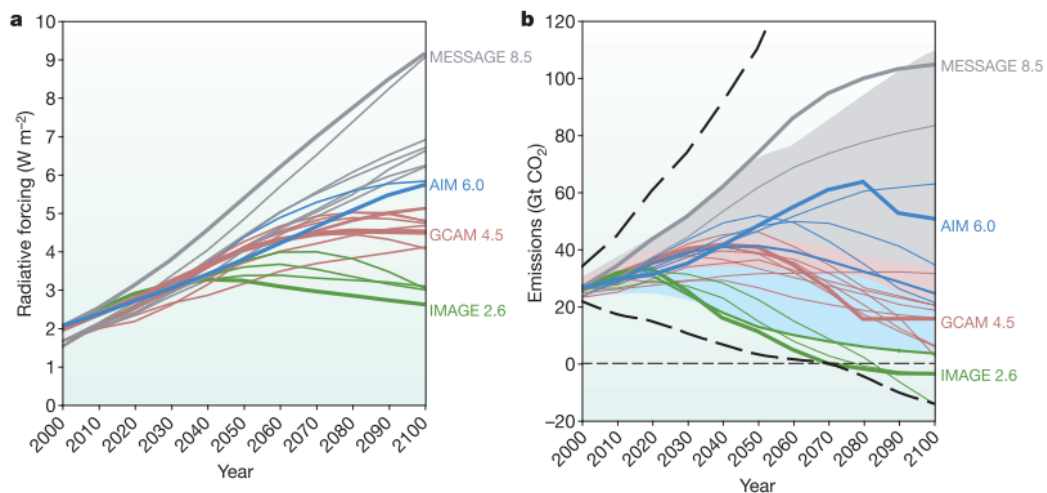 a
10
9
8
7
6
5
4
3
2
1
0
Radiative forcing (W m⁻²)
2000
2010
2020
2030
2040
2050
2060
2070
2080
2090
2100
Year
MESSAGE 8.5
AIM 6.0
GCAM 4.5
IMAGE 2.6
b
120
100
80
60
40
20
0
–20
Emissions (Gt CO₂)
2000
2010
2020
2030
2040
2050
2060
2070
2080
2090
2100
Year
MESSAGE 8.5
AIM 6.0
GCAM 4.5
IMAGE 2.6